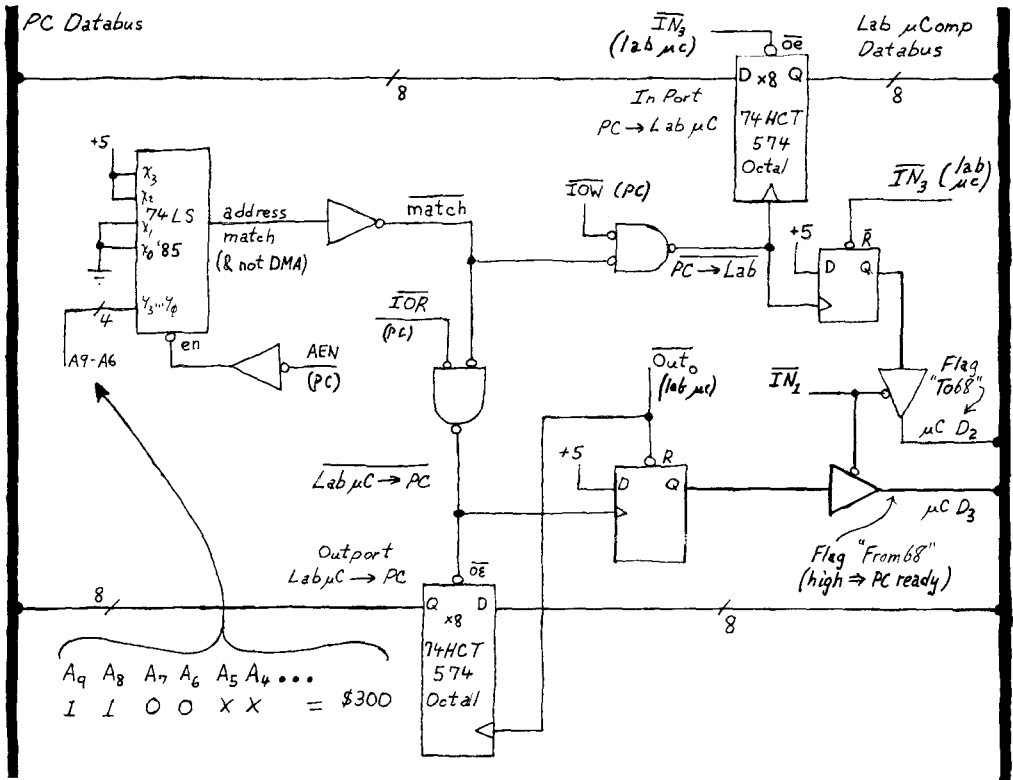 PC Databus
IN3
(lab μc)
OE
Lab μComp
Databus
8
D x8 Q
8
In Port
PC → Lab μC
74HCT
574
Octal
+5
X3
X2
74LS
X1
X0 '85
Y3...Y0
4
en
A9-A6
AEN
(PC)
address
match
(& not DMA)
match
IOW (PC)
PC → Lab
IN3 (lab μc)
+5
R
D Q
IOR
(PC)
Out0
(lab μc)
IN1
Flag
"To68"
μC D2
Lab μC → PC
+5
R
D Q
μC D3
Flag "From68"
(high ⇒ PC ready)
Outport
Lab μC → PC
OE
8
Q x8 D
8
74HCT
574
Octal
A9 A8 A7 A6 A5 A4 •••
1 1 0 0 X X = $300